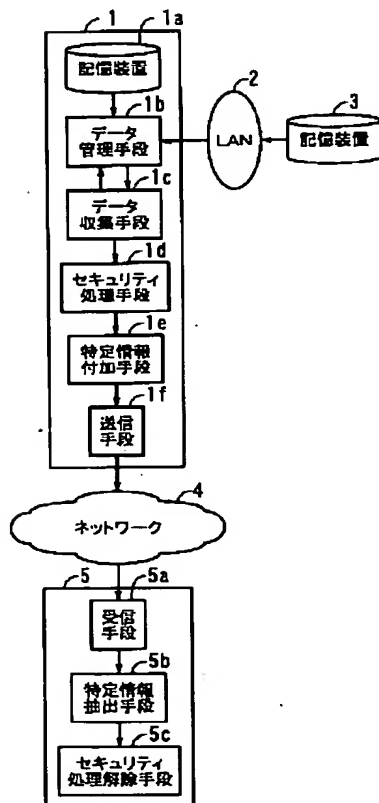 1
1a
記憶装置
1b
データ
管理手段
2
LAN
3
記憶装置
1c
データ
収集手段
1d
セキュリティ
処理手段
1e
特定情報
付加手段
1f
送信
手段
4
ネットワーク
5
5a
受信
手段
5b
特定情報
抽出手段
5c
セキュリティ
処理解除手段